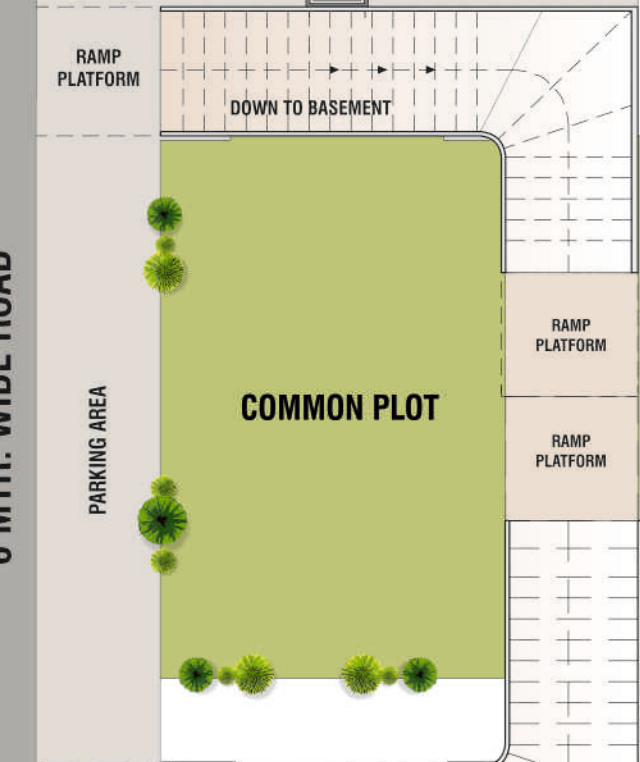 RAMP
PLATFORM
DOWN TO BASEMENT
RAMP
PLATFORM
COMMON PLOT
PARKING AREA
RAMP
PLATFORM
WIDE ROAD